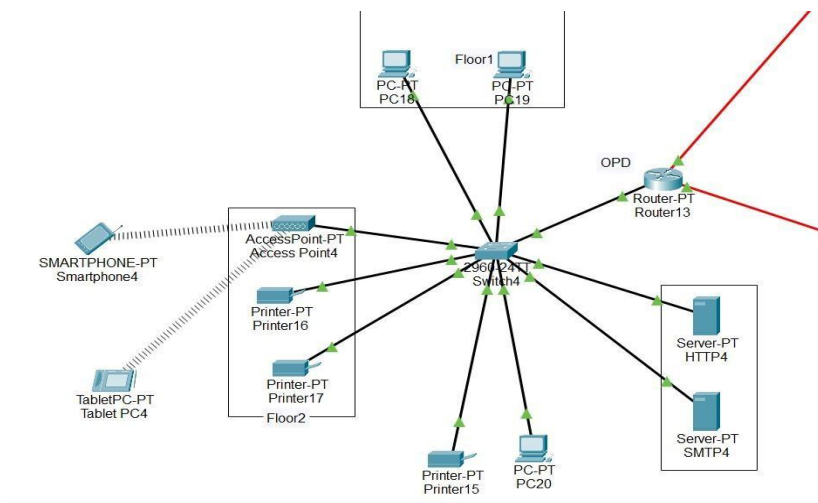 Floor1
PC-PT
PC18
PC-PT
PC19
OPD
Router-PT
Router13
AccessPoint-PT
Access Point4
SMARTPHONE-PT
Smartphone4
2960-24TT
Switch4
Printer-PT
Printer16
Server-PT
HTTP4
TabletPC-PT
Tablet PC4
Printer-PT
Printer17
Floor2
Server-PT
SMTP4
Printer-PT
Printer15
PC-PT
PC20